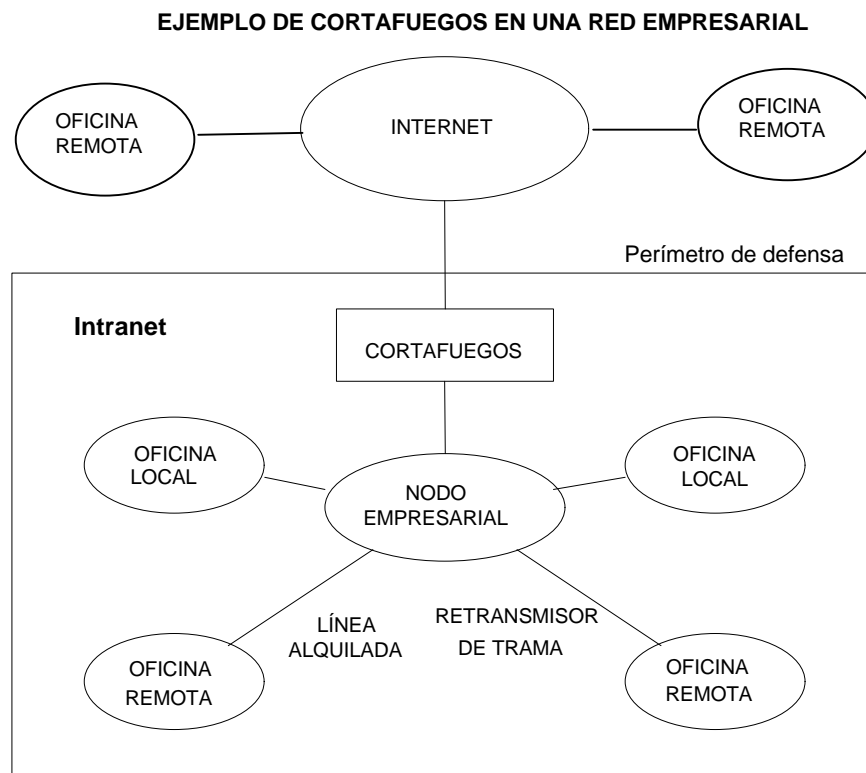 EJEMPLO DE CORTAFUEGOS EN UNA RED EMPRESARIAL
OFICINA
REMOTA
INTERNET
OFICINA
REMOTA
Perímetro de defensa
Intranet
CORTAFUEGOS
OFICINA
LOCAL
NODO
EMPRESARIAL
OFICINA
LOCAL
LÍNEA
ALQUILADA
RETRANSMISOR
DE TRAMA
OFICINA
REMOTA
OFICINA
REMOTA